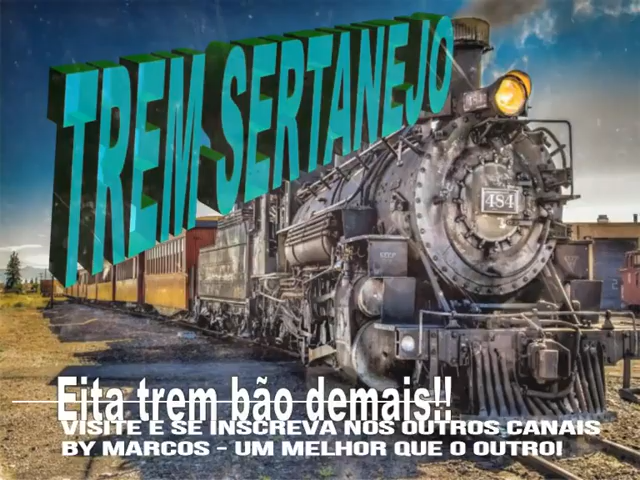 TREM SERTANEJO
484
Eita trem bão demais!!
VISITE E SE INSCREVA NOS OUTROS CANAIS
BY MARCOS - UM MELHOR QUE O OUTRO!